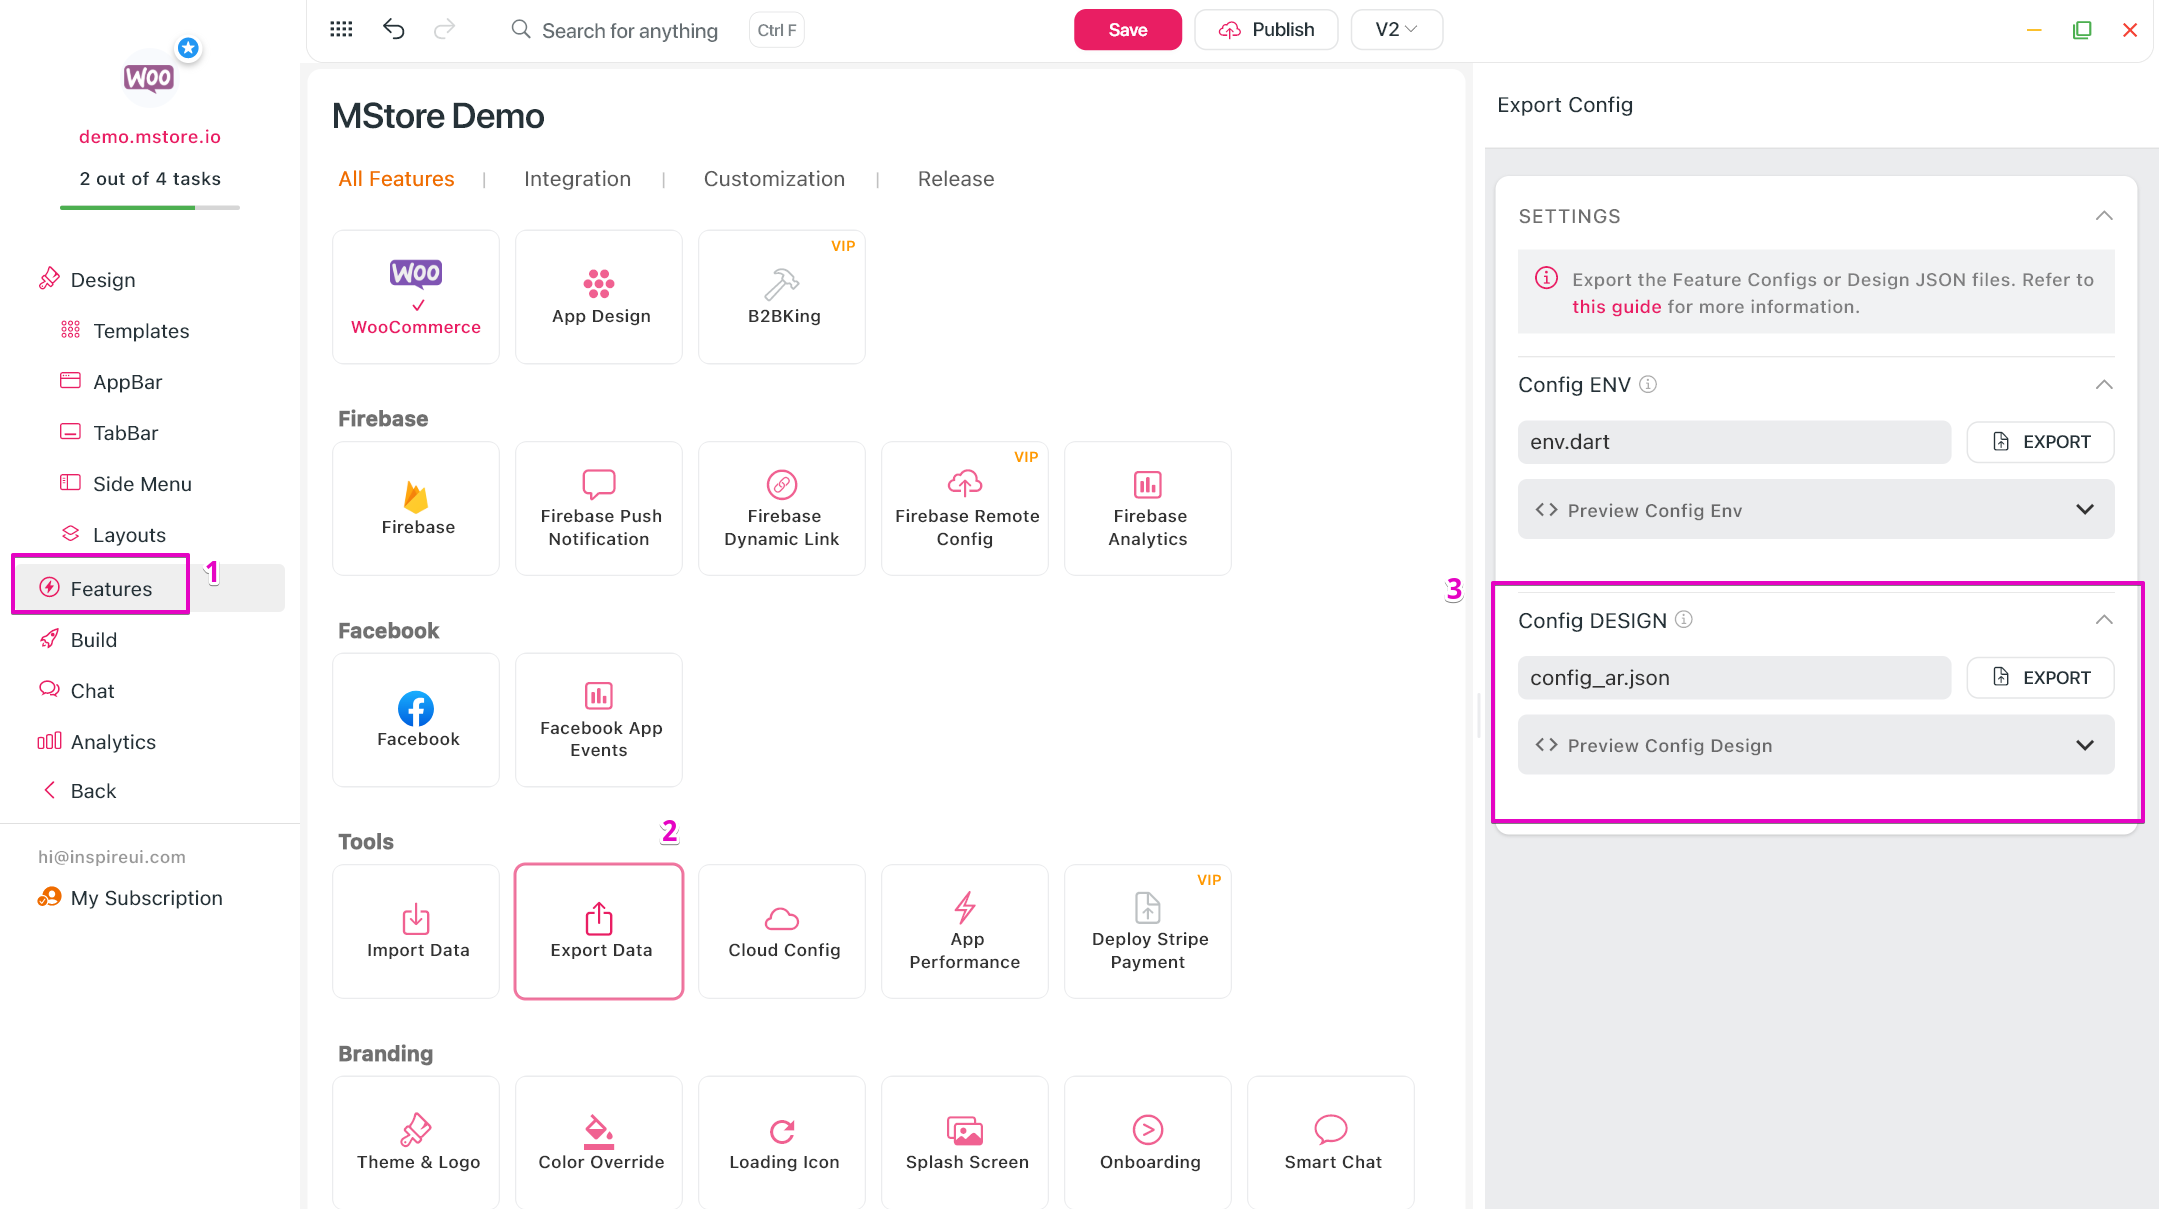 WOO
demo.mstore.io
2 out of 4 tasks
Design
Templates
AppBar
TabBar
Side Menu
Layouts
Features
1
Build
Chat
Analytics
Back
hi@inspireui.com
My Subscription
Search for anything
Ctrl F
Save
Publish
V2
MStore Demo
All Features | Integration | Customization | Release
WOO
WooCommerce
App Design
VIP
B2BKing
Firebase
Firebase
Firebase Push
Notification
Firebase
Dynamic Link
VIP
Firebase Remote
Config
Firebase
Analytics
Facebook
Facebook
Facebook App
Events
Tools
2
Import Data
Export Data
Cloud Config
App
Performance
VIP
Deploy Stripe
Payment
Branding
Theme & Logo
Color Override
Loading Icon
Splash Screen
Onboarding
Smart Chat
Export Config
SETTINGS
Export the Feature Configs or Design JSON files. Refer to
this guide for more information.
Config ENV
env.dart
EXPORT
Preview Config Env
3
Config DESIGN
config_ar.json
EXPORT
Preview Config Design